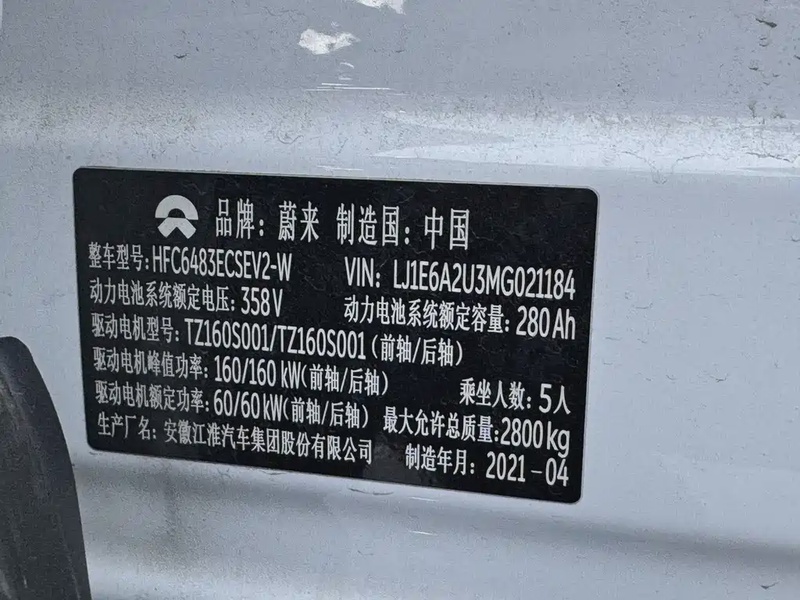 品牌：蔚来 制造国：中国
整车型号：HFC6483ECSEV2-W VIN：LJ1E6A2U3MG021184
动力电池系统额定电压：358V 动力电池系统额定容量：280Ah
驱动电机型号：TZ160S001/TZ160S001（前轴/后轴）
驱动电机峰值功率：160/160 kW（前轴/后轴） 乘坐人数：5人
驱动电机额定功率：60/60 kW（前轴/后轴） 最大允许总质量：2800kg
生产厂名：安徽江淮汽车集团股份有限公司 制造年月：2021-04